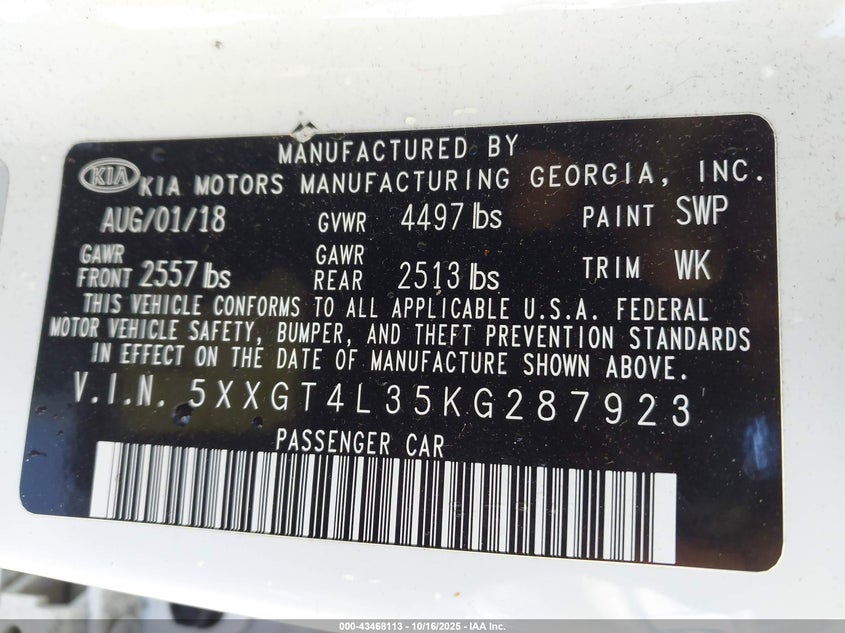 MANUFACTURED BY
KIA KIA MOTORS MANUFACTURING GEORGIA, INC.
AUG/01/18 GVWR 4497 lbs PAINT SWP
GAWR FRONT 2557 lbs GAWR REAR 2513 lbs TRIM WK
THIS VEHICLE CONFORMS TO ALL APPLICABLE U.S.A. FEDERAL
MOTOR VEHICLE SAFETY, BUMPER, AND THEFT PREVENTION STANDARDS
IN EFFECT ON THE DATE OF MANUFACTURE SHOWN ABOVE.
V.I.N. 5XXGT4L35KG287923
PASSENGER CAR
000-43468113 - 10/16/2025 - IAA Inc.